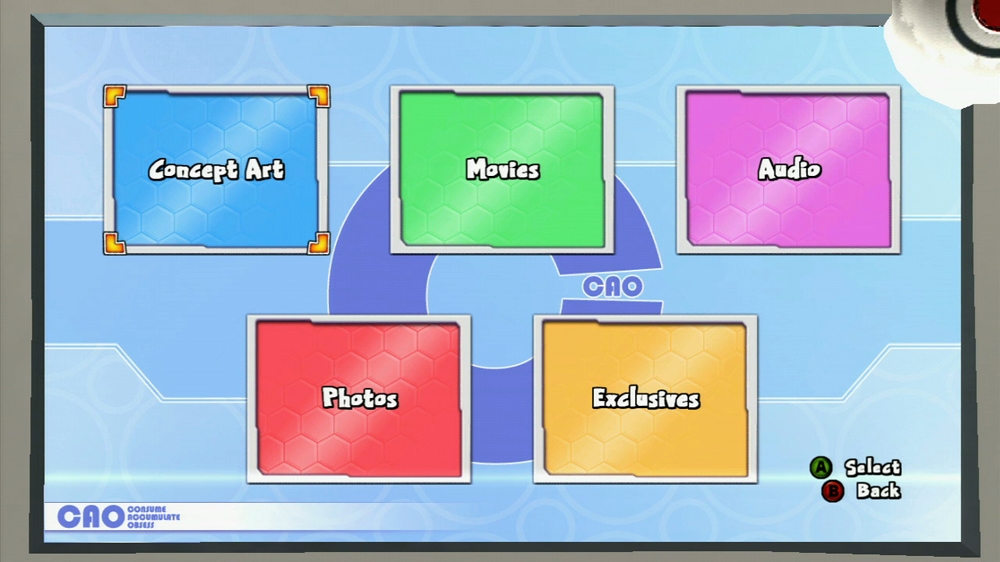 Concept Art
Movies
Audio
CAO
Photos
Exclusives
A Select
B Back
CAO CONSUME
ACCUMULATE
OBSESS